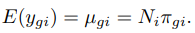 E(y_{gi}) = μ_{gi} = N_i π_{gi}.